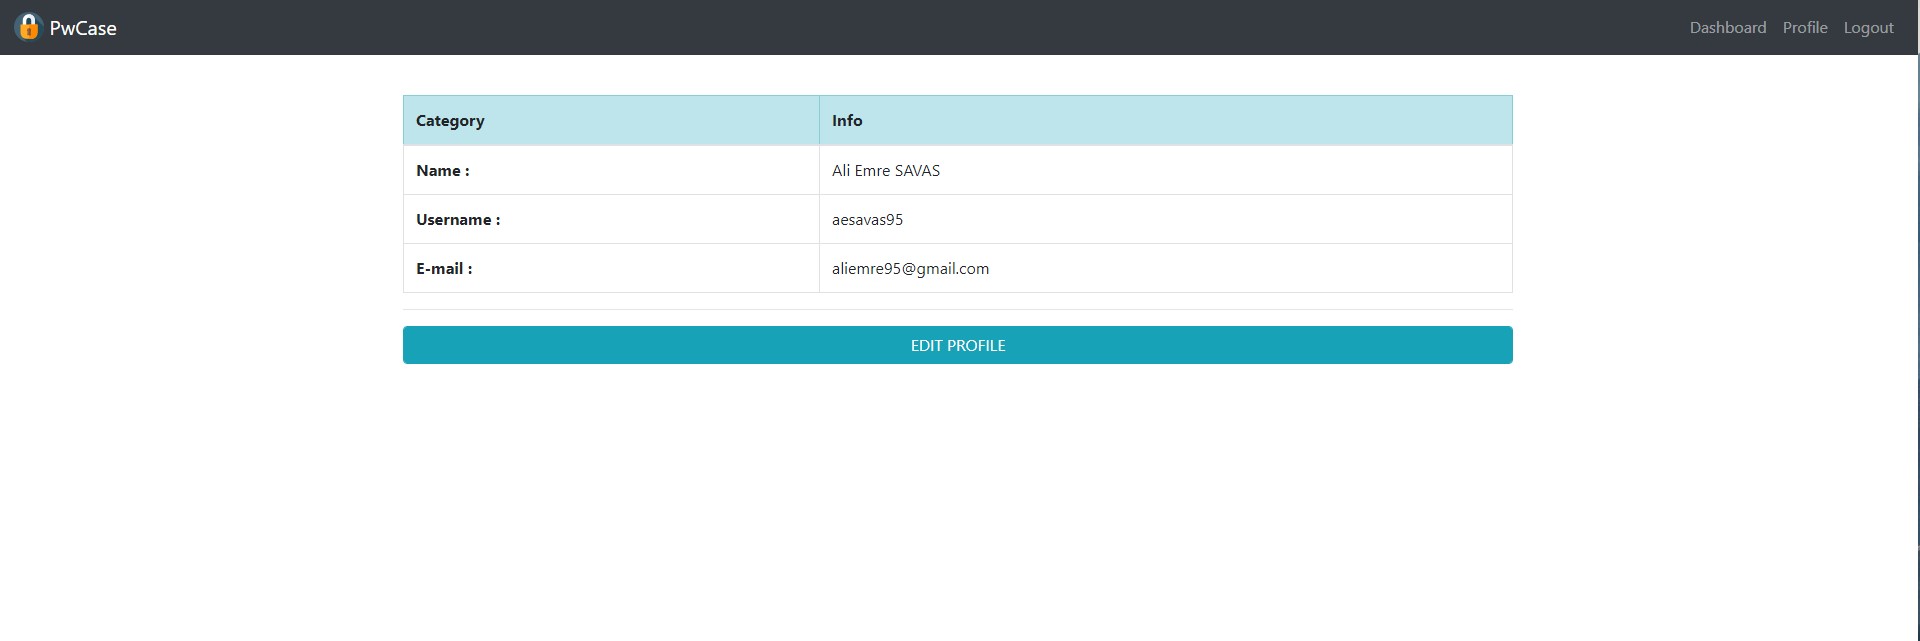 PwCase Dashboard Profile Logout
Category Info
Name : Ali Emre SAVAS
Username : aesavas95
E-mail : aliemre95@gmail.com
EDIT PROFILE